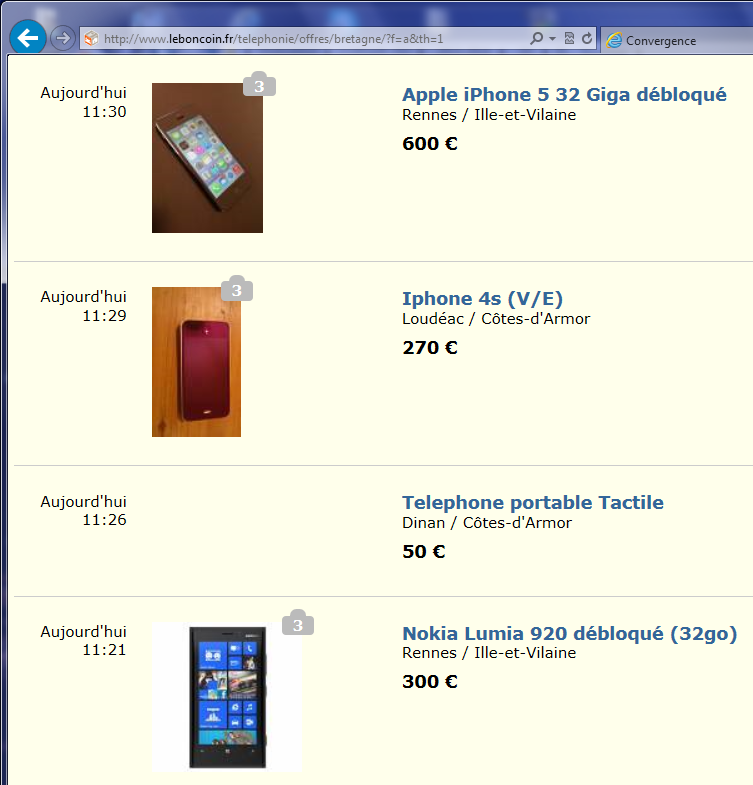 http://www.leboncoin.fr/telephonie/offres/bretagne/?f=a&th=1
Convergence
Aujourd'hui
11:30
3
Apple iPhone 5 32 Giga débloqué
Rennes / Ille-et-Vilaine
600 €
Aujourd'hui
11:29
3
Iphone 4s (V/E)
Loudéac / Côtes-d'Armor
270 €
Aujourd'hui
11:26
Telephone portable Tactile
Dinan / Côtes-d'Armor
50 €
Aujourd'hui
11:21
3
Nokia Lumia 920 débloqué (32go)
Rennes / Ille-et-Vilaine
300 €